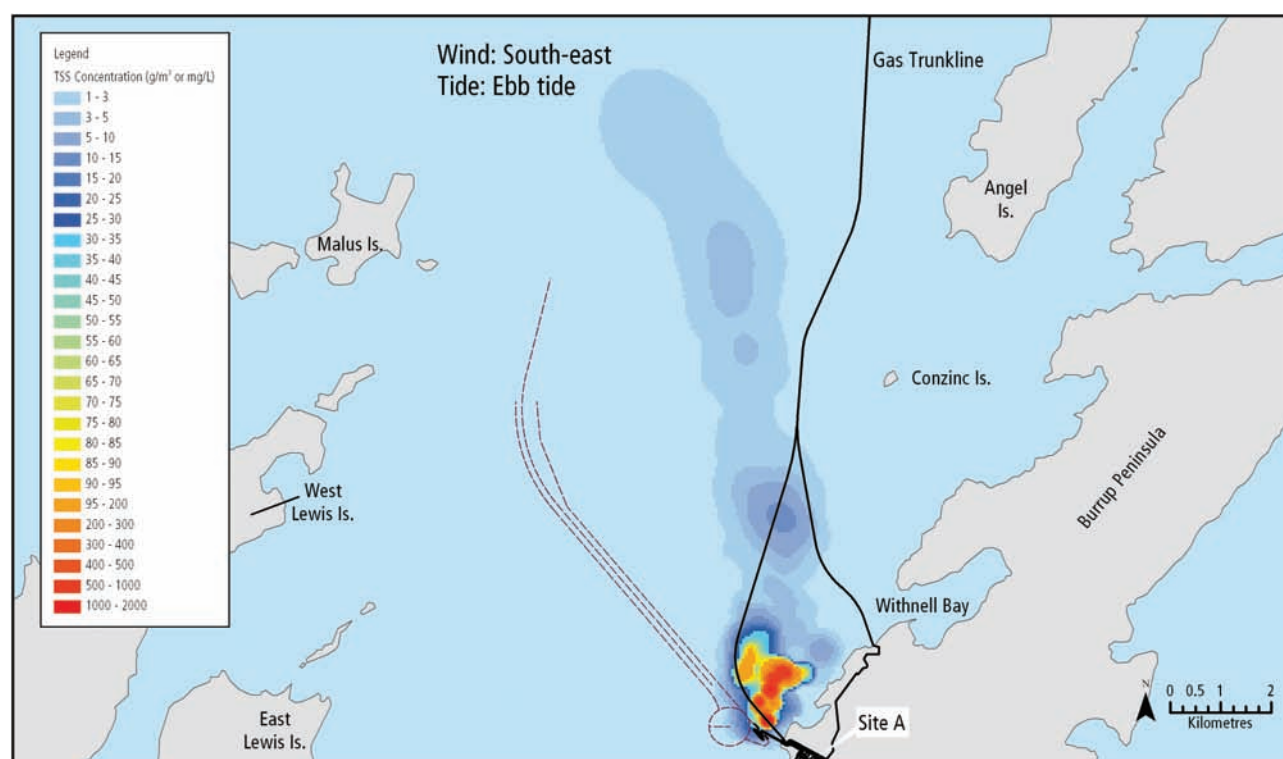 Legend
TSS Concentration (g/m³ or mg/L)
1 - 3
3 - 5
5 - 10
10 - 15
15 - 20
20 - 25
25 - 30
30 - 35
35 - 40
40 - 45
45 - 50
50 - 55
55 - 60
60 - 65
65 - 70
70 - 75
75 - 80
80 - 85
85 - 90
90 - 95
95 - 200
200 - 300
300 - 400
400 - 500
500 - 1000
1000 - 2000
Wind: South-east
Tide: Ebb tide
Gas Trunkline
Angel
Is.
Malus Is.
Conzinc Is.
Burrup Peninsula
West
Lewis Is.
Withnell Bay
East
Lewis Is.
Site A
N
0 0.5 1 2
Kilometres